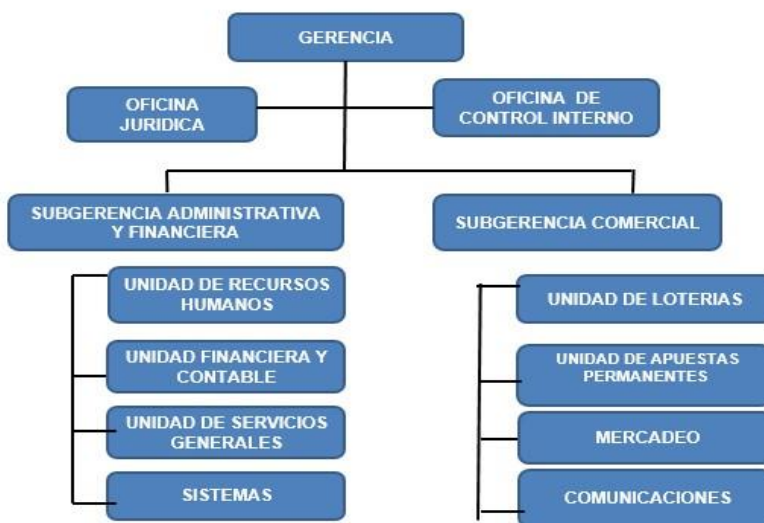 GERENCIA
OFICINA
JURIDICA
OFICINA DE
CONTROL INTERNO
SUBGERENCIA ADMINISTRATIVA
Y FINANCIERA
SUBGERENCIA COMERCIAL
UNIDAD DE RECURSOS
HUMANOS
UNIDAD FINANCIERA Y
CONTABLE
UNIDAD DE SERVICIOS
GENERALES
SISTEMAS
UNIDAD DE LOTERIAS
UNIDAD DE APUESTAS
PERMANENTES
MERCADEO
COMUNICACIONES